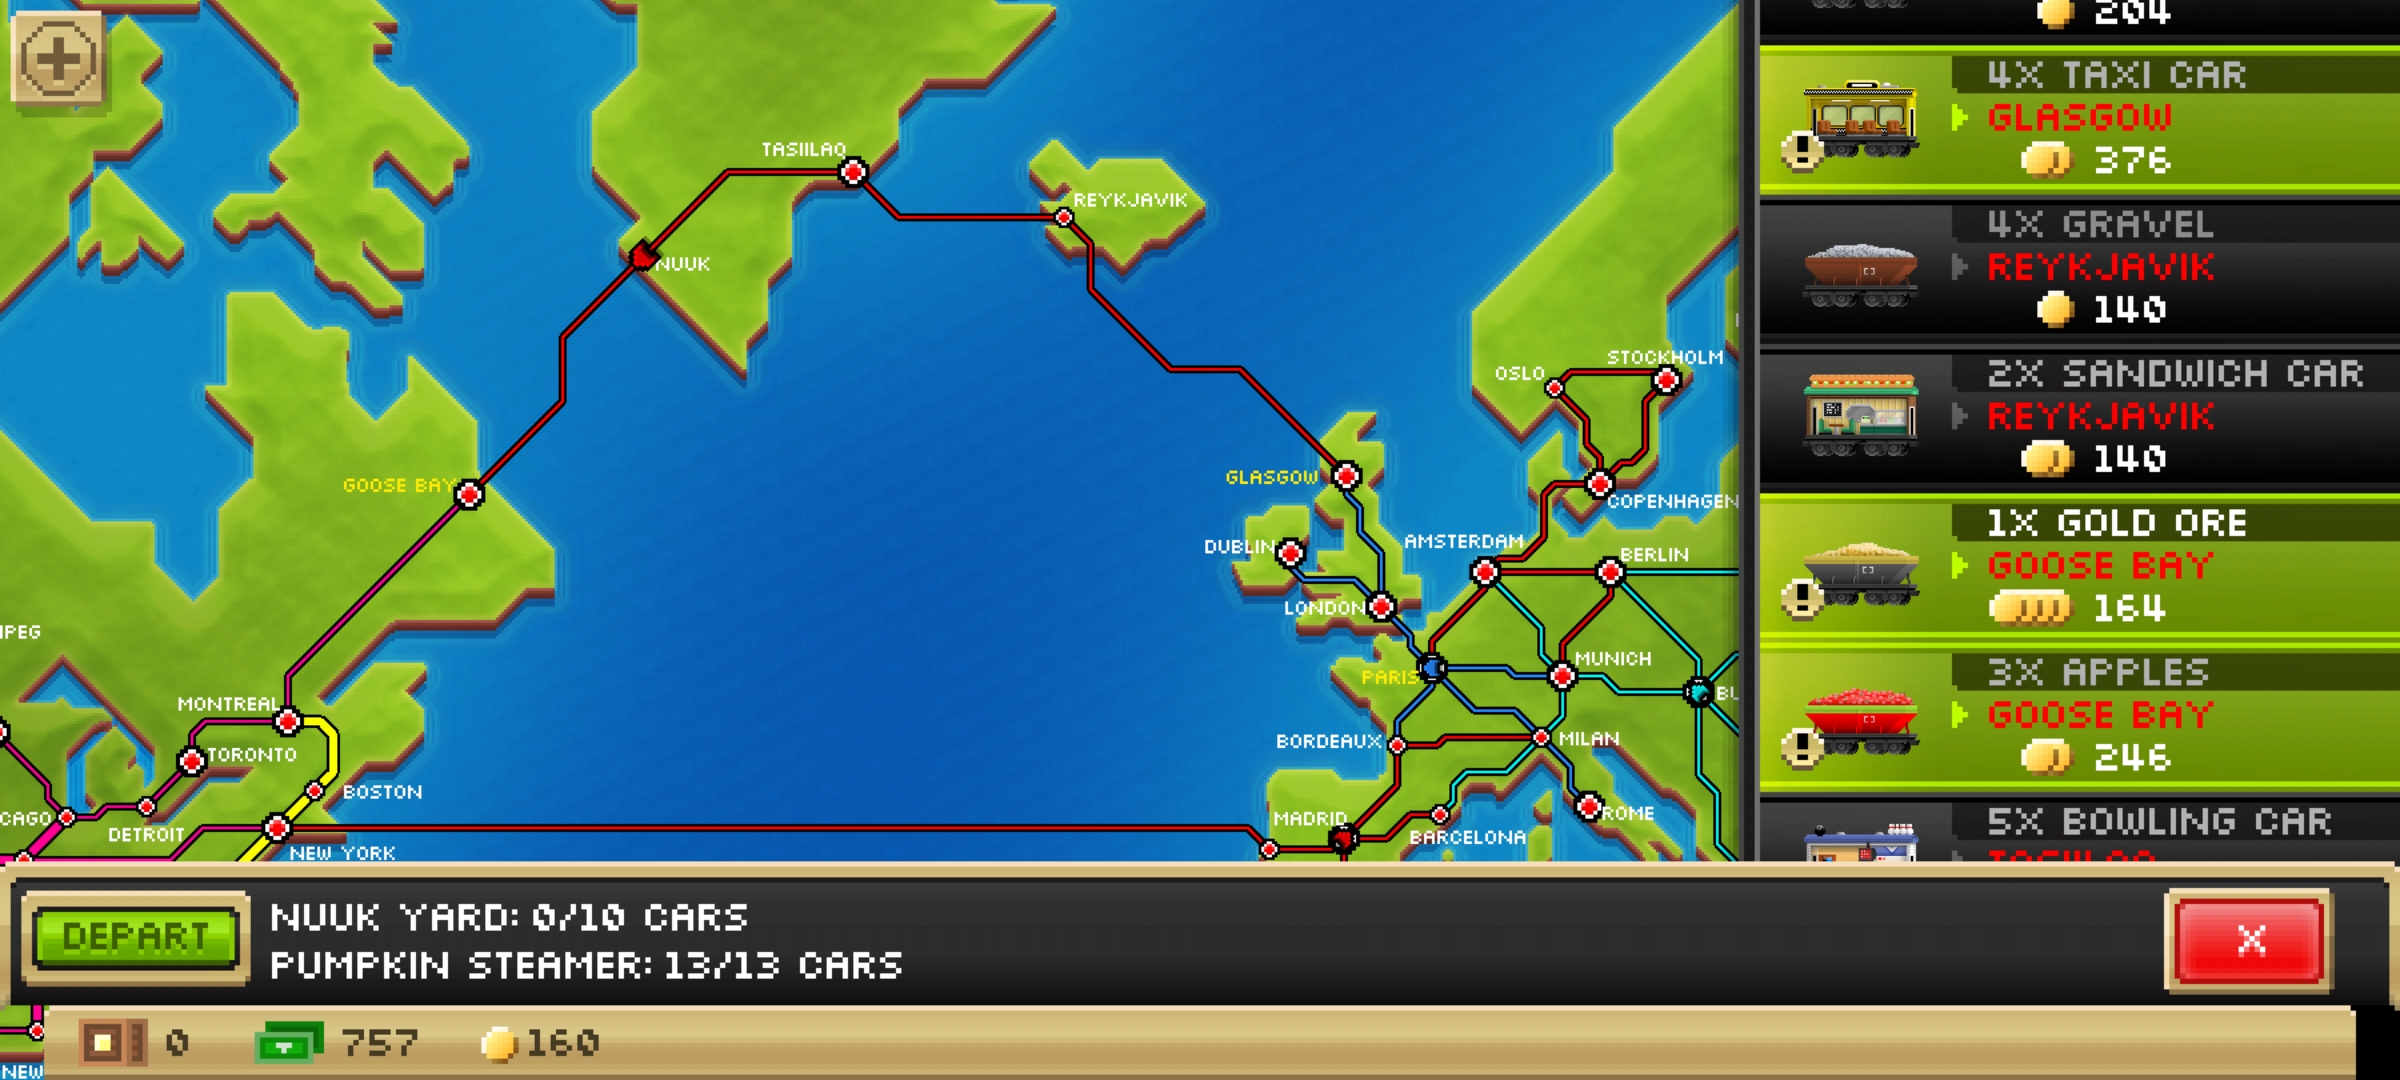 TASIILAQ
REYKJAVIK
NUUK
STOCKHOLM
OSLO
GOOSE BAY
GLASGOW
COPENHAGEN
AMSTERDAM
DUBLIN
BERLIN
LONDON
IPEG
MUNICH
PARIS
BU
MONTREAL
BORDEAUX
MILAN
TORONTO
BOSTON
ROME
CAGO
MADRID
DETROIT
BARCELONA
NEW YORK
204
4X TAXI CAR
GLASGOW
376
4X GRAVEL
REYKJAVIK
140
2X SANDWICH CAR
REYKJAVIK
140
1X GOLD ORE
GOOSE BAY
164
3X APPLES
GOOSE BAY
246
5X BOWLING CAR
DEPART
NUUK YARD: 0/10 CARS
PUMPKIN STEAMER: 13/13 CARS
X
0
757
160
NEW